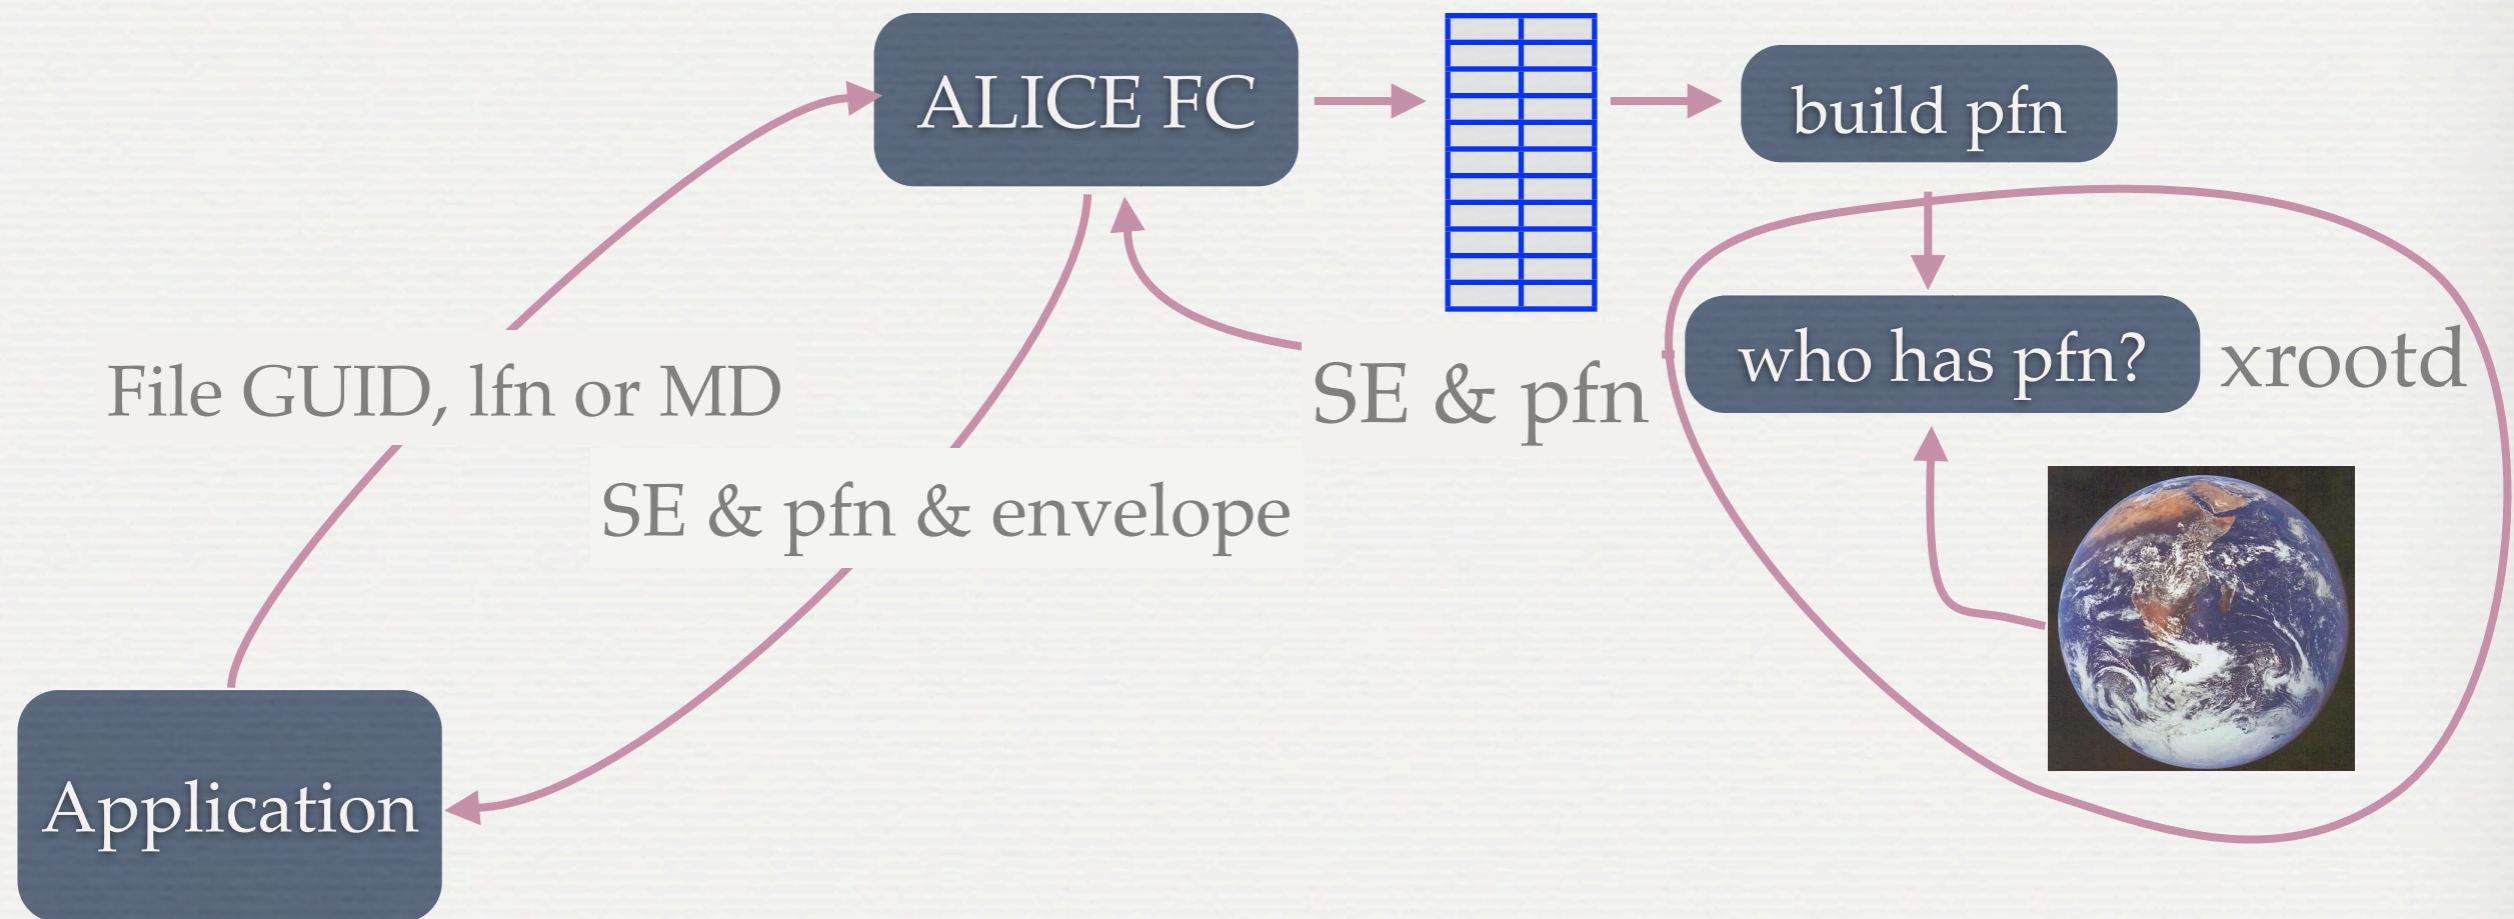 ALICE FC
build pfn
who has pfn?
xrootd
File GUID, lfn or MD
SE & pfn
SE & pfn & envelope
Application